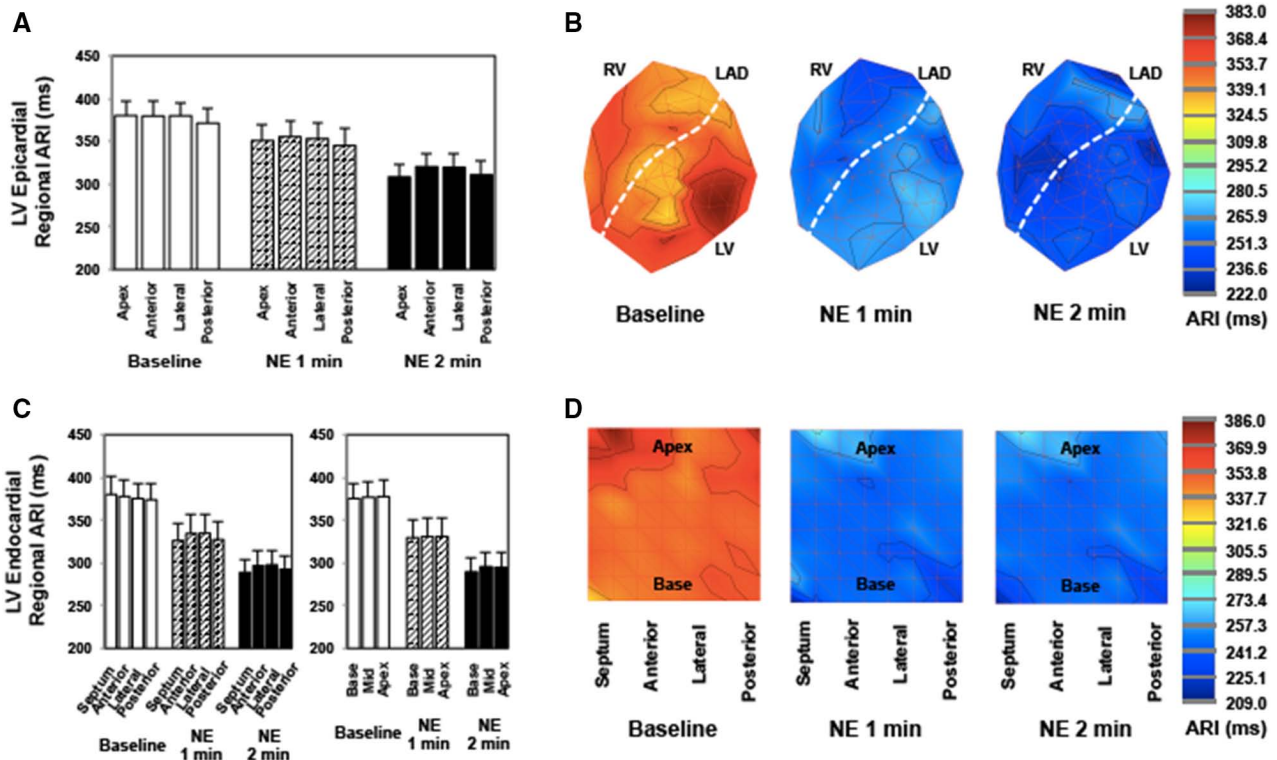 A
LV Epicardial
Regional ARI (ms)
450
400
350
300
250
200
Apex
Anterior
Lateral
Posterior
Apex
Anterior
Lateral
Posterior
Apex
Anterior
Lateral
Posterior
Baseline
NE 1 min
NE 2 min
B
RV
LAD
LV
Baseline
RV
LAD
LV
NE 1 min
RV
LAD
LV
NE 2 min
383.0
368.4
353.7
339.1
324.5
309.8
295.2
280.5
265.9
251.3
236.6
222.0
ARI (ms)
C
LV Endocardial
Regional ARI (ms)
450
400
350
300
250
200
Septum
Anterior
Lateral
Posterior
Septum
Anterior
Lateral
Posterior
Septum
Anterior
Lateral
Posterior
Baseline
NE
1 min
NE
2 min
450
400
350
300
250
200
Base
Mid
Apex
Base
Mid
Apex
Base
Mid
Apex
Baseline
NE
1 min
NE
2 min
D
Apex
Base
Septum
Anterior
Lateral
Posterior
Baseline
Apex
Base
Septum
Anterior
Lateral
Posterior
NE 1 min
Apex
Base
Septum
Anterior
Lateral
Posterior
NE 2 min
386.0
369.9
353.8
337.7
321.6
305.5
289.5
273.4
257.3
241.2
225.1
209.0
ARI (ms)